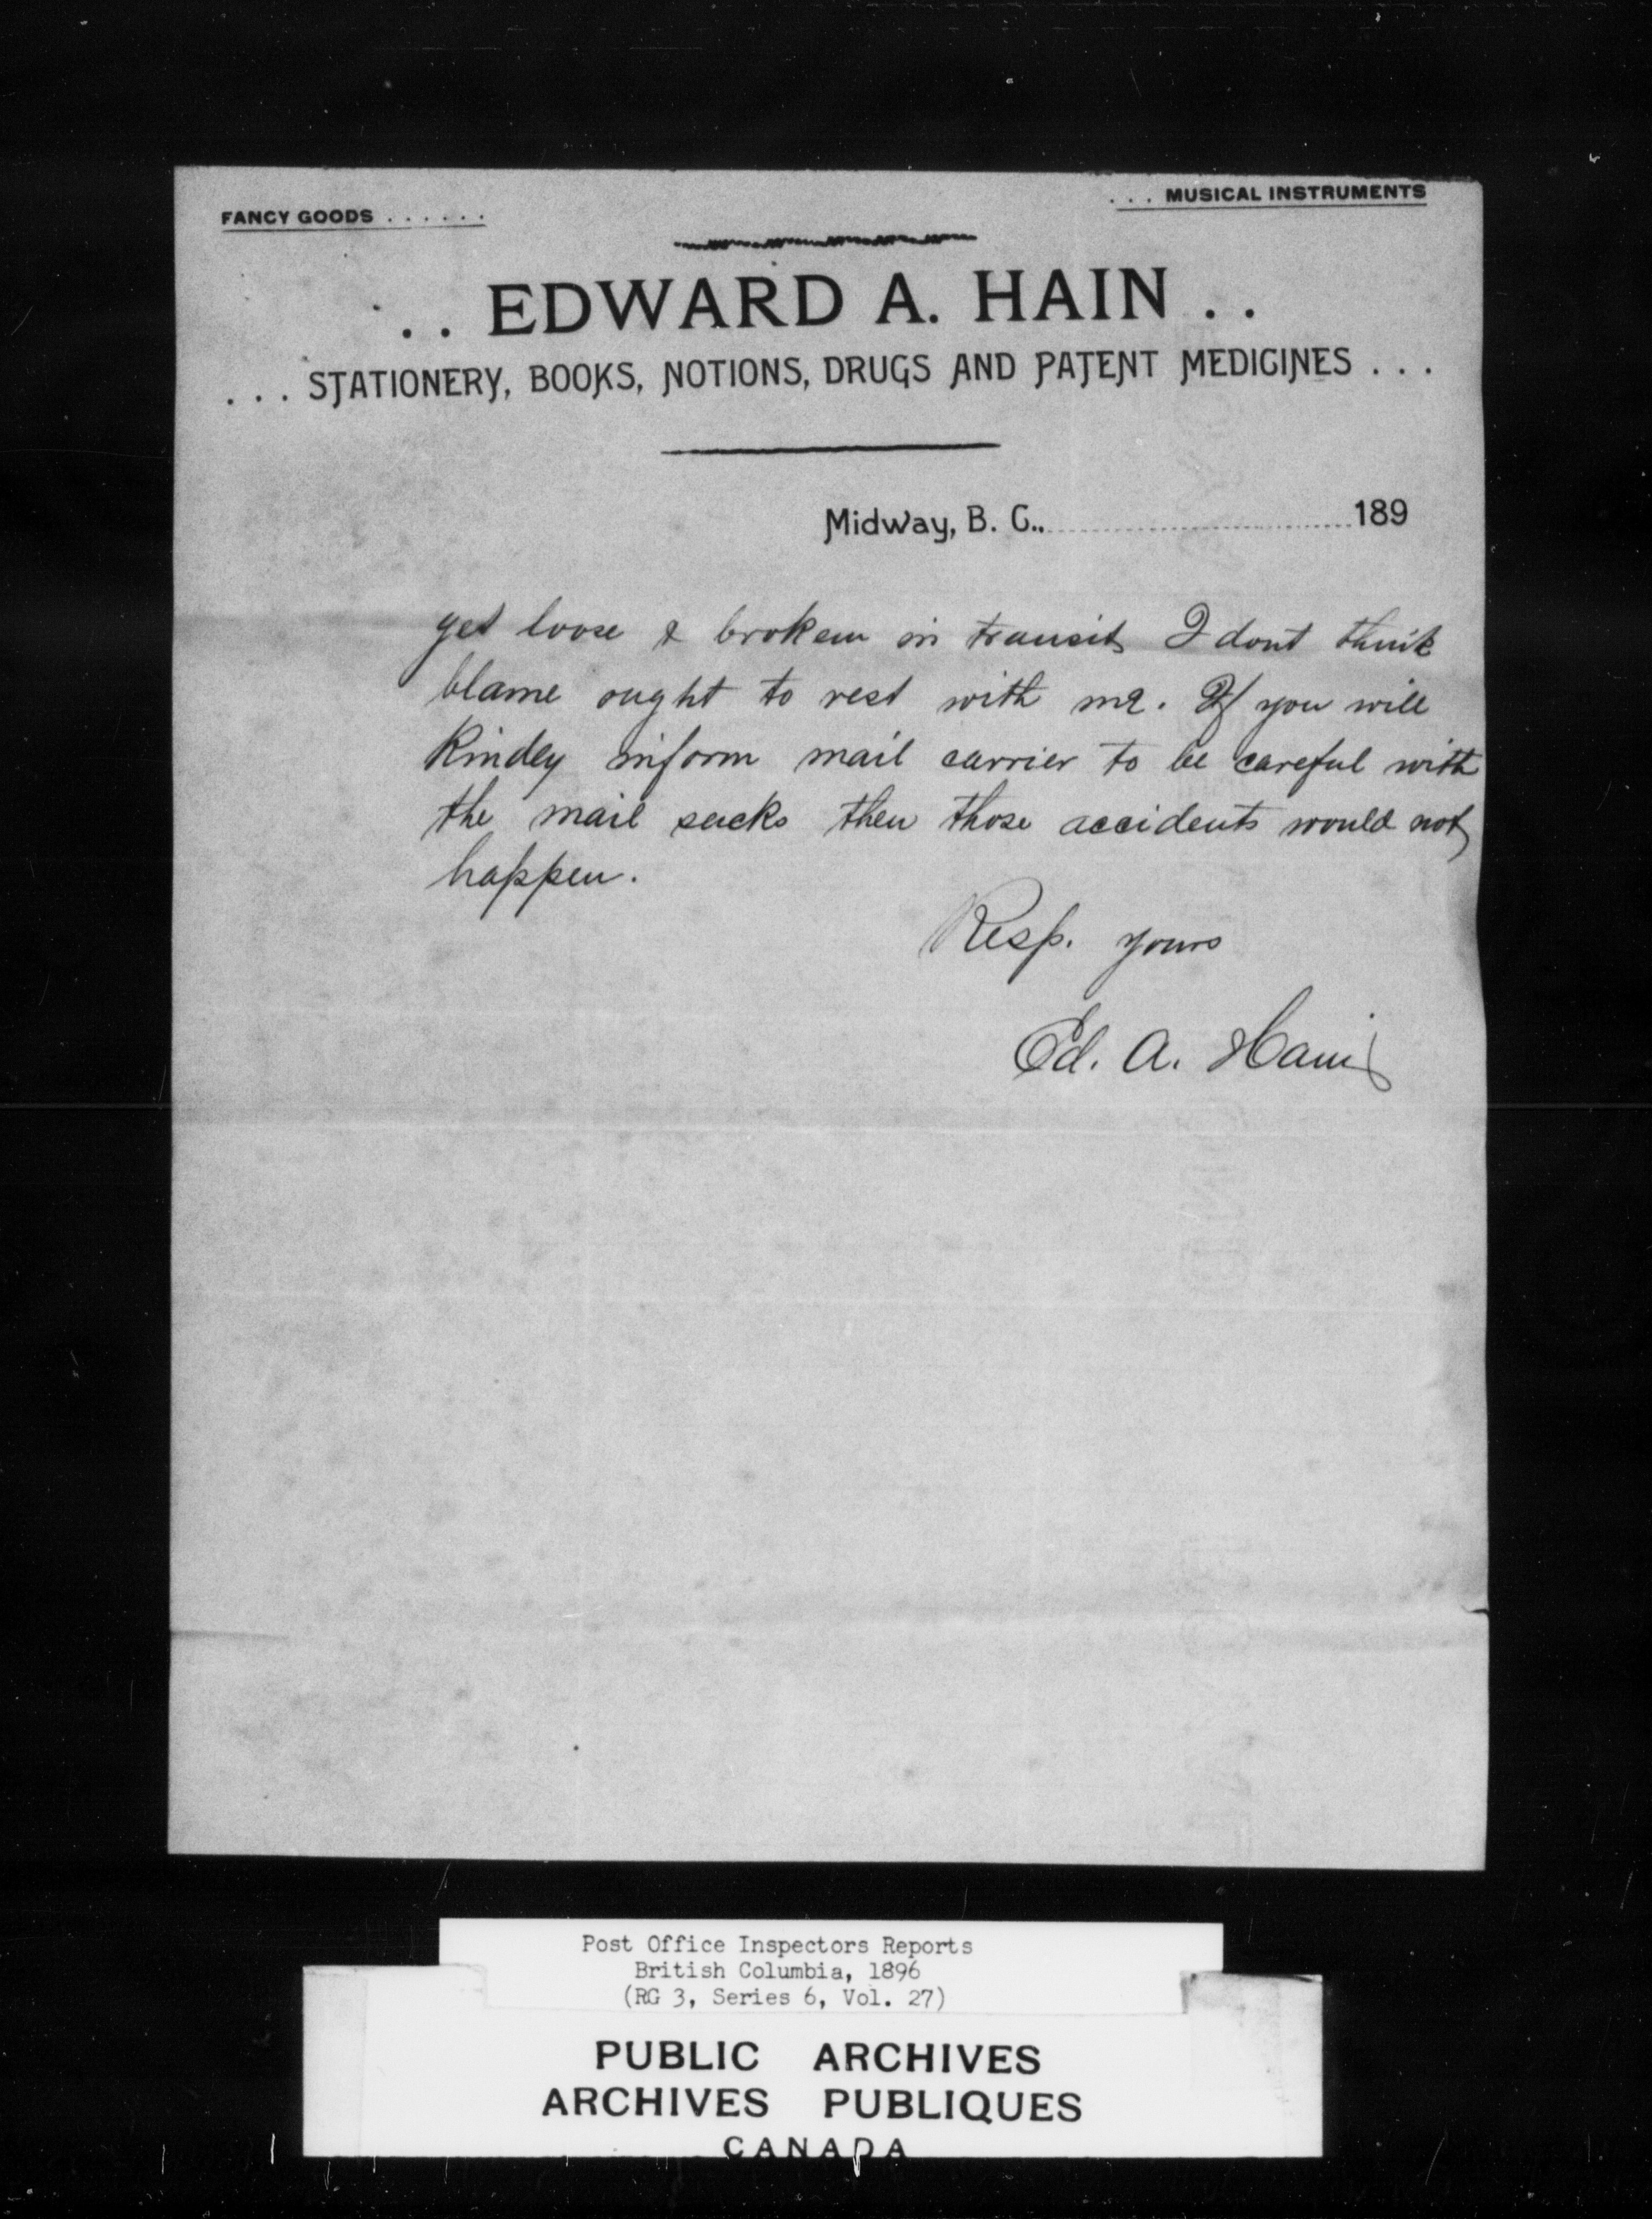 FANCY GOODS . . . . . .
. . . MUSICAL INSTRUMENTS
. . EDWARD A. HAIN . .
. . . STATIONERY, BOOKS, NOTIONS, DRUGS AND PATENT MEDICINES . . .
Midway, B. C., 189
get loose & broken in transit I dont think
blame ought to rest with me. If you will
Kindly inform mail carrier to be careful with
the mail sacks then those accidents would not
happen.
Resp. yours
Ed. A. Hain
Post Office Inspectors Reports
British Columbia, 1896
(RG 3, Series 6, Vol. 27)
PUBLIC ARCHIVES
ARCHIVES PUBLIQUES
CANADA